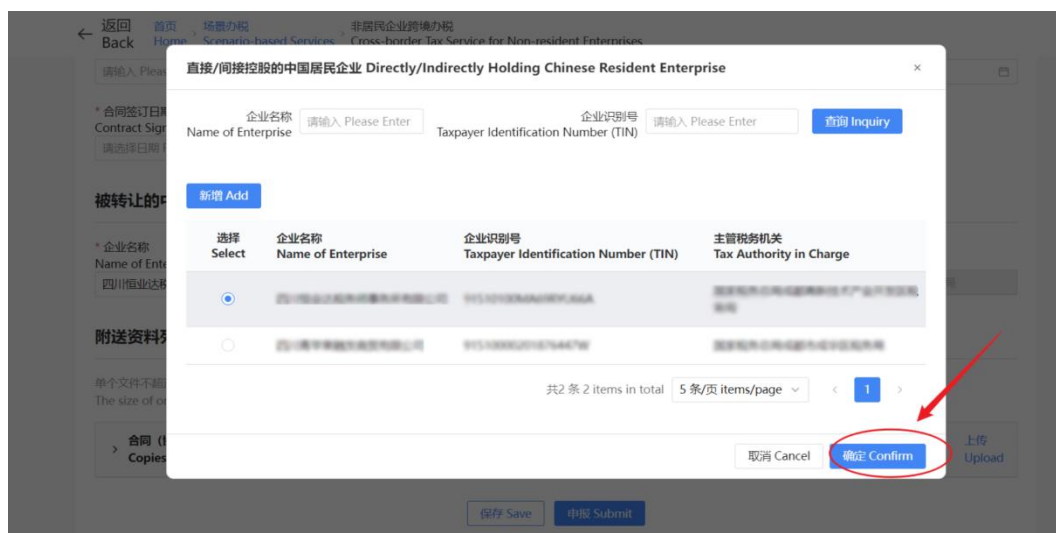 返回 首页 , 场景办税 , 非居民企业跨境办税
Back Home Scenario-based Services Cross-border Tax Service for Non-resident Enterprises
请输入 Pleas
直接/间接控股的中国居民企业 Directly/Indirectly Holding Chinese Resident Enterprise ×
* 合同签订日期
Contract Sign
请选择日期
企业名称 请输入 Please Enter 企业识别号 请输入 Please Enter 查询 Inquiry
Name of Enterprise Taxpayer Identification Number (TIN)
被转让的中
新增 Add
选择 企业名称 企业识别号 主管税务机关
Select Name of Enterprise Taxpayer Identification Number (TIN) Tax Authority in Charge
* 企业名称
Name of Ente
四川恒业达税
附送资料列
单个文件不超过
The size of on
共2 条 2 items in total 5 条/页 items/page < 1 >
> 合同（协
Copies
取消 Cancel 确定 Confirm
上传
Upload
保存 Save 申报 Submit